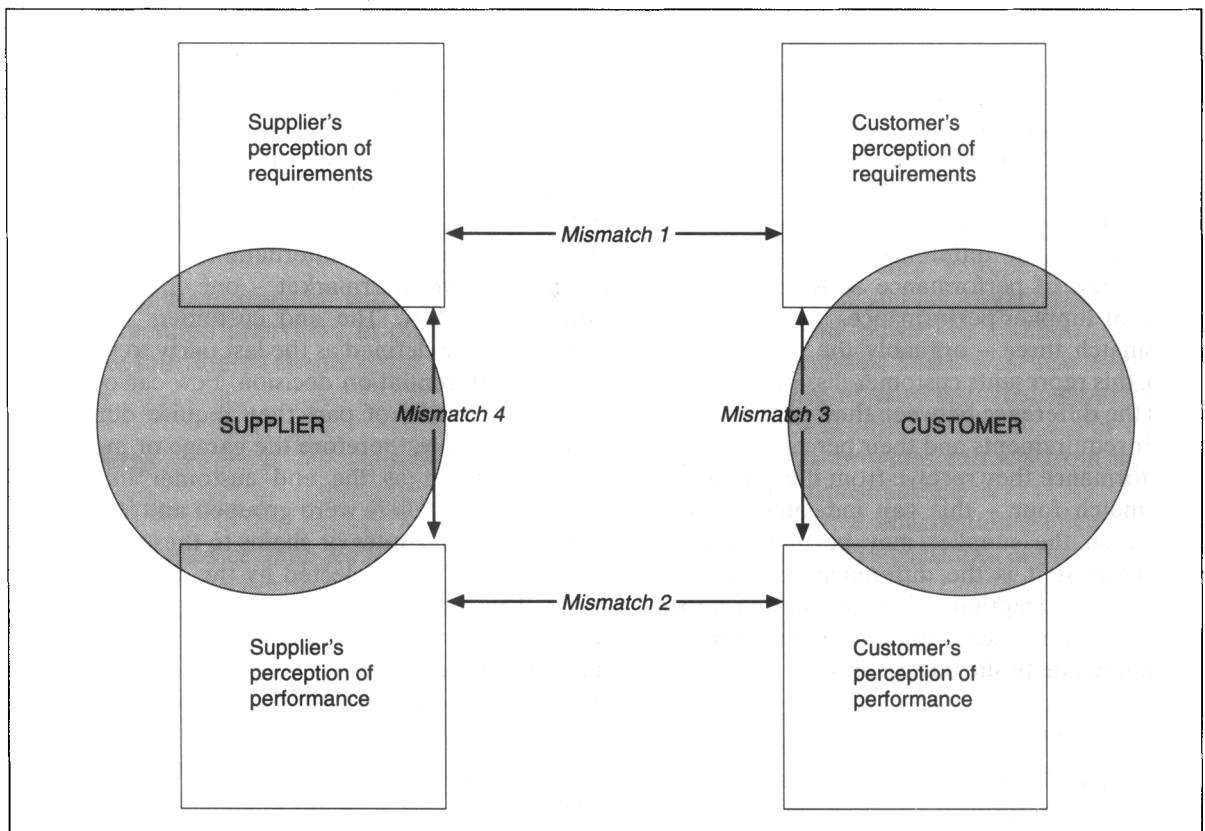 Supplier's
perception of
requirements
Customer's
perception of
requirements
Mismatch 1
SUPPLIER
Mismatch 4
Mismatch 3
CUSTOMER
Mismatch 2
Supplier's
perception of
performance
Customer's
perception of
performance